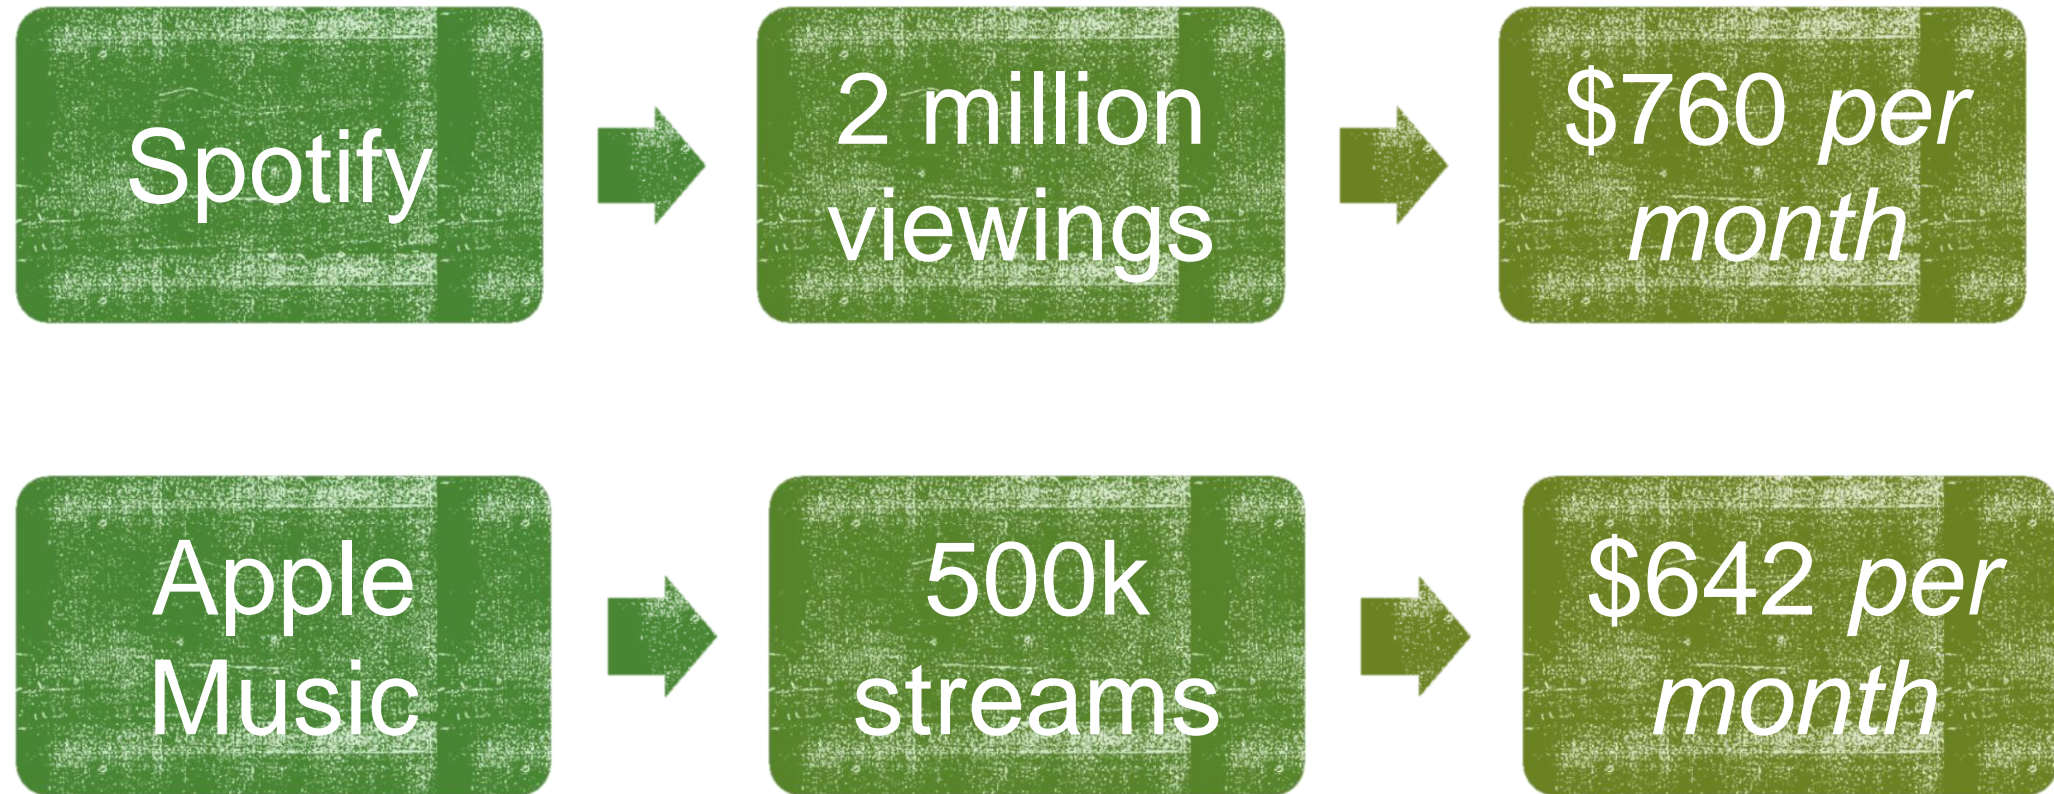 Spotify
2 million
viewings
$760 per
month
Apple
Music
500k
streams
$642 per
month